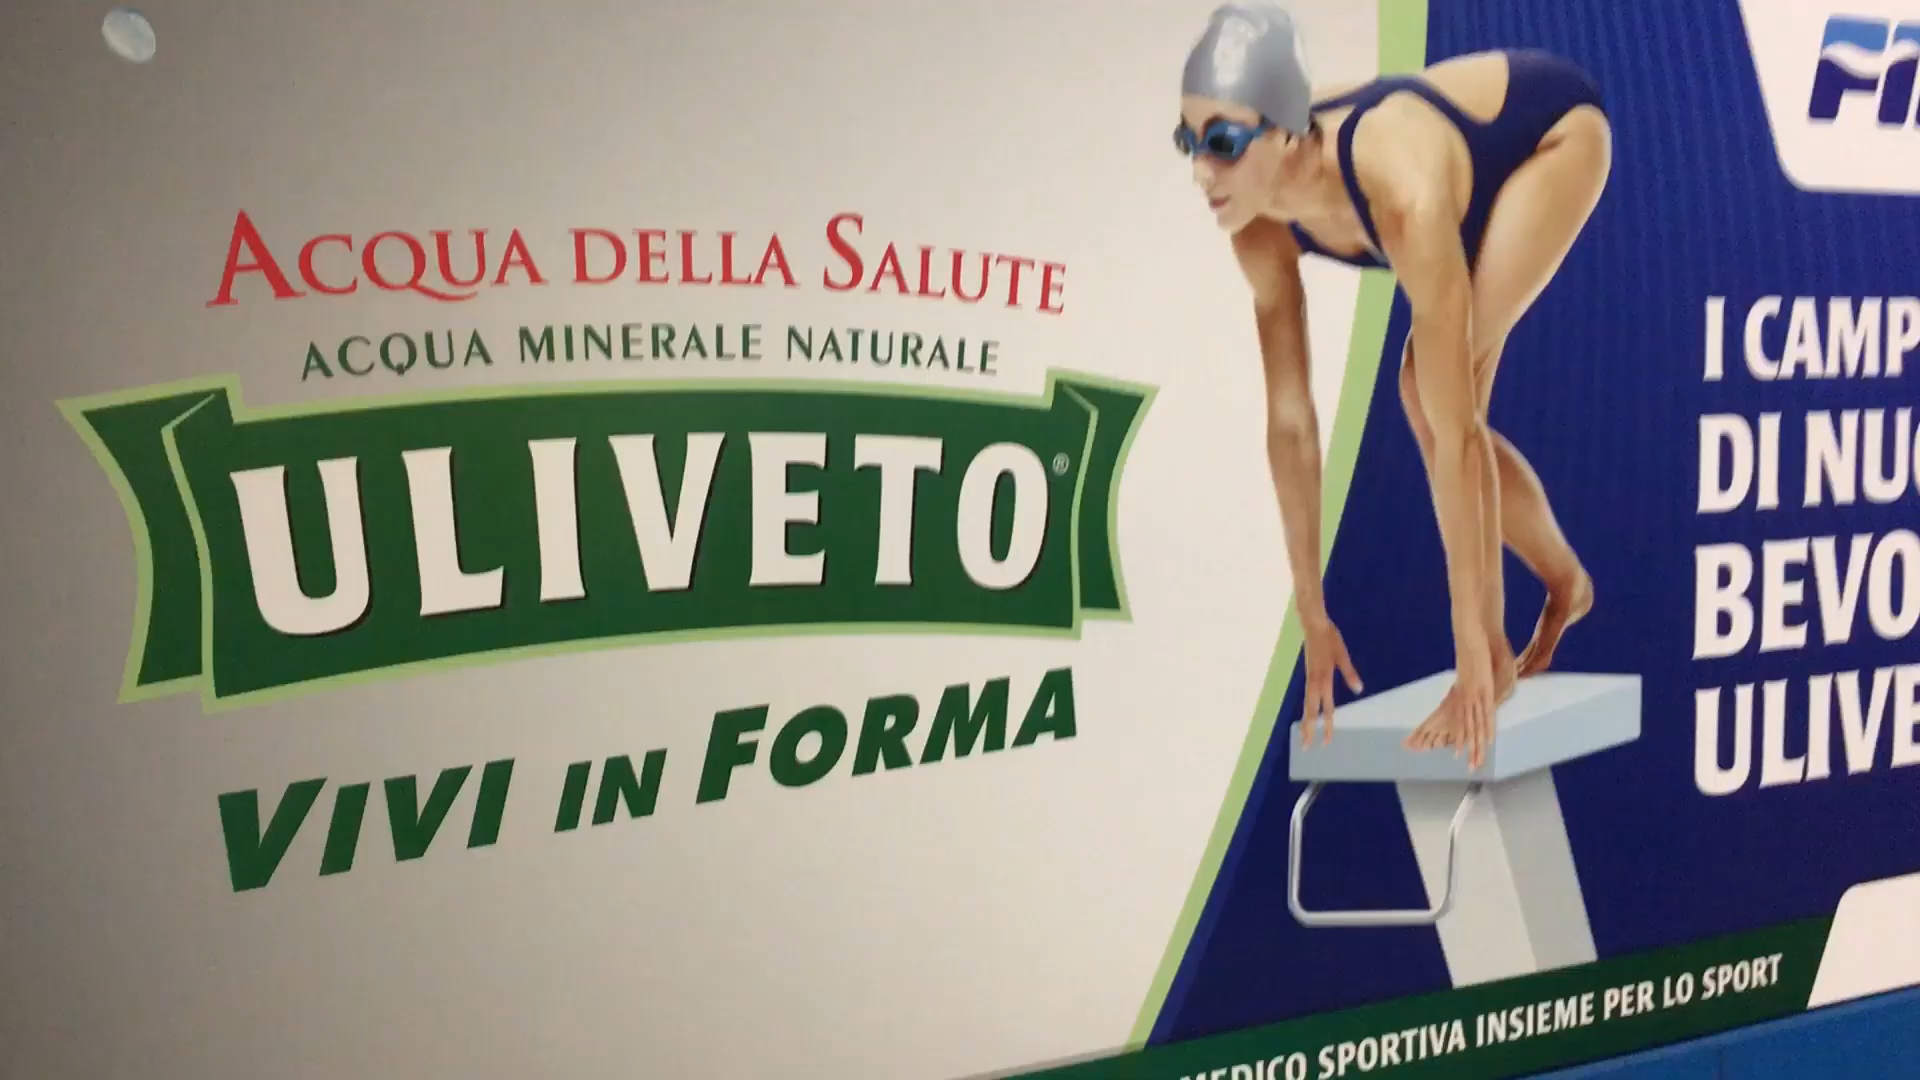 ACQUA DELLA SALUTE
ACQUA MINERALE NATURALE
ULIVETO®
VIVI IN FORMA
I CAMP
DI NU
BEVO
ULIVE
MEDICO SPORTIVA INSIEME PER LO SPORT